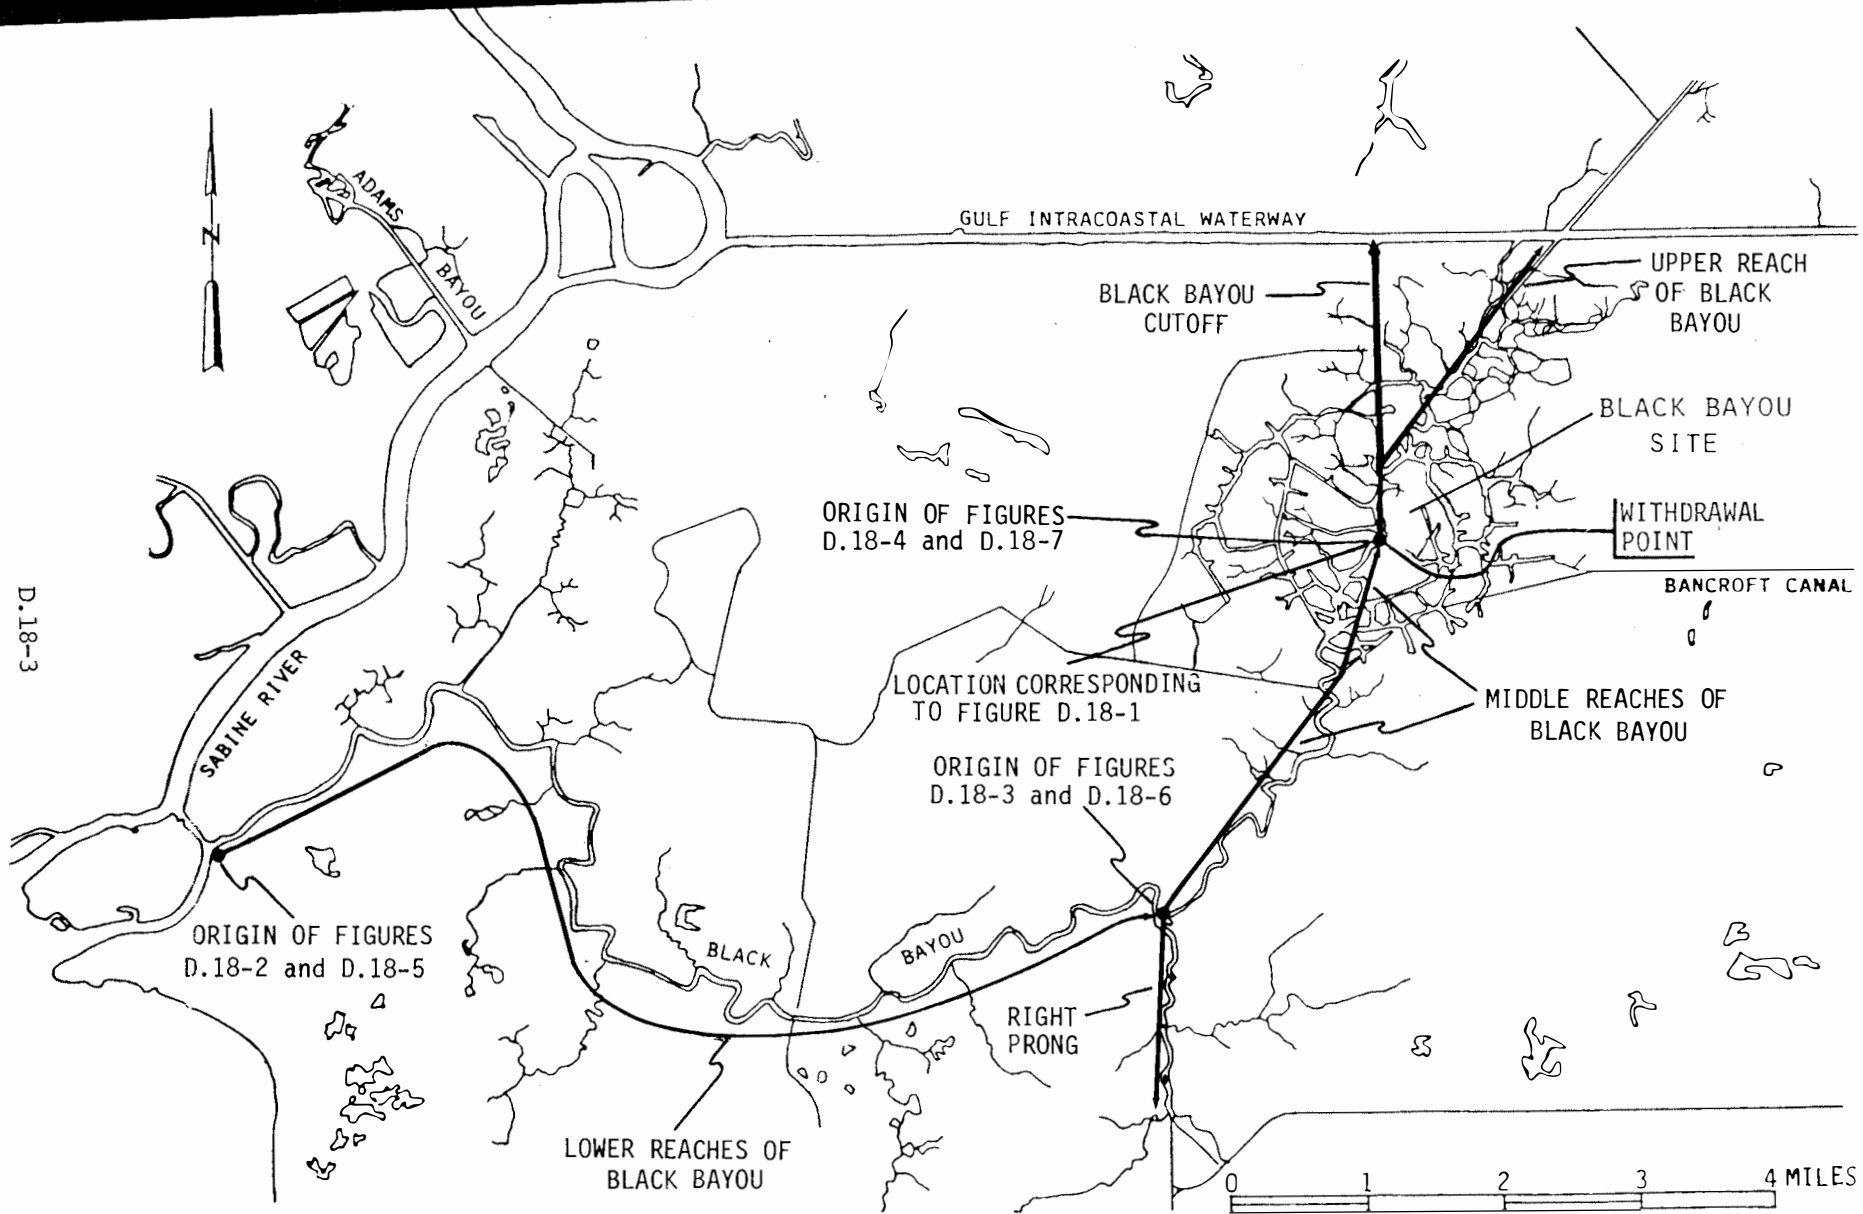 N
ADAMS
BAYOU
GULF INTRACOASTAL WATERWAY
BLACK BAYOU
CUTOFF
UPPER REACH
OF BLACK
BAYOU
BLACK BAYOU
SITE
ORIGIN OF FIGURES
D.18-4 and D.18-7
WITHDRAWAL
POINT
BANCROFT CANAL
D.18-3
SABINE RIVER
LOCATION CORRESPONDING
TO FIGURE D.18-1
MIDDLE REACHES OF
BLACK BAYOU
ORIGIN OF FIGURES
D.18-3 and D.18-6
ORIGIN OF FIGURES
D.18-2 and D.18-5
BLACK
BAYOU
RIGHT
PRONG
LOWER REACHES OF
BLACK BAYOU
0 1 2 3 4 MILES